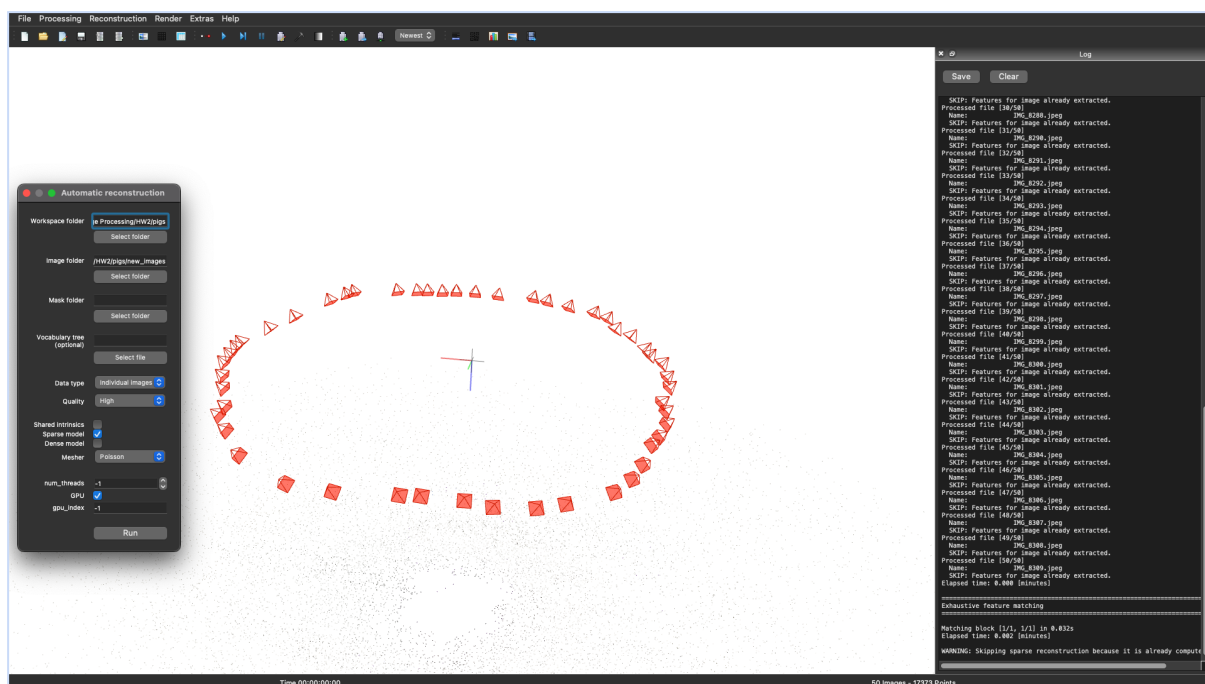 File Processing Reconstruction Render Extras Help
Newest
Log
Save Clear
SKIP: Features for image already extracted.
Processed file [30/50]
Name: IMG_8288.jpeg
SKIP: Features for image already extracted.
Processed file [31/50]
Name: IMG_8290.jpeg
SKIP: Features for image already extracted.
Processed file [32/50]
Name: IMG_8291.jpeg
SKIP: Features for image already extracted.
Processed file [33/50]
Name: IMG_8292.jpeg
SKIP: Features for image already extracted.
Processed file [34/50]
Name: IMG_8293.jpeg
SKIP: Features for image already extracted.
Processed file [35/50]
Name: IMG_8294.jpeg
SKIP: Features for image already extracted.
Processed file [36/50]
Name: IMG_8295.jpeg
SKIP: Features for image already extracted.
Processed file [37/50]
Name: IMG_8296.jpeg
SKIP: Features for image already extracted.
Processed file [38/50]
Name: IMG_8297.jpeg
SKIP: Features for image already extracted.
Processed file [39/50]
Name: IMG_8298.jpeg
SKIP: Features for image already extracted.
Processed file [40/50]
Name: IMG_8299.jpeg
SKIP: Features for image already extracted.
Processed file [41/50]
Name: IMG_8300.jpeg
SKIP: Features for image already extracted.
Processed file [42/50]
Name: IMG_8301.jpeg
SKIP: Features for image already extracted.
Processed file [43/50]
Name: IMG_8302.jpeg
SKIP: Features for image already extracted.
Processed file [44/50]
Name: IMG_8303.jpeg
SKIP: Features for image already extracted.
Processed file [45/50]
Name: IMG_8304.jpeg
SKIP: Features for image already extracted.
Processed file [46/50]
Name: IMG_8305.jpeg
SKIP: Features for image already extracted.
Processed file [47/50]
Name: IMG_8306.jpeg
SKIP: Features for image already extracted.
Processed file [48/50]
Name: IMG_8307.jpeg
SKIP: Features for image already extracted.
Processed file [49/50]
Name: IMG_8308.jpeg
SKIP: Features for image already extracted.
Processed file [50/50]
Name: IMG_8309.jpeg
SKIP: Features for image already extracted.
Elapsed time: 0.000 [minutes]
Exhaustive feature matching
Matching block [1/1, 1/1] in 0.032s
Elapsed time: 0.002 [minutes]
WARNING: Skipping sparse reconstruction because it is already compute
Automatic reconstruction
Workspace folder ge Processing/HW2/pigs
Select folder
Image folder /HW2/pigs/new_images
Select folder
Mask folder
Select folder
Vocabulary tree
(optional)
Select file
Data type Individual images
Quality High
Shared intrinsics
Sparse model
Dense model
Mesher Poisson
num_threads -1
GPU
gpu_index -1
Run
Time 00:00:00:00
50 Images - 17373 Points